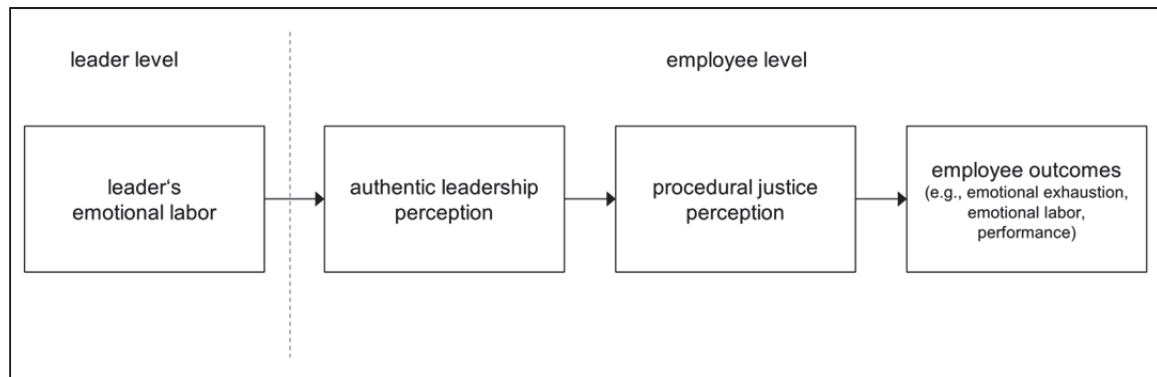 leader level
employee level
leader‘s
emotional labor
authentic leadership
perception
procedural justice
perception
employee outcomes
(e.g., emotional exhaustion,
emotional labor,
performance)